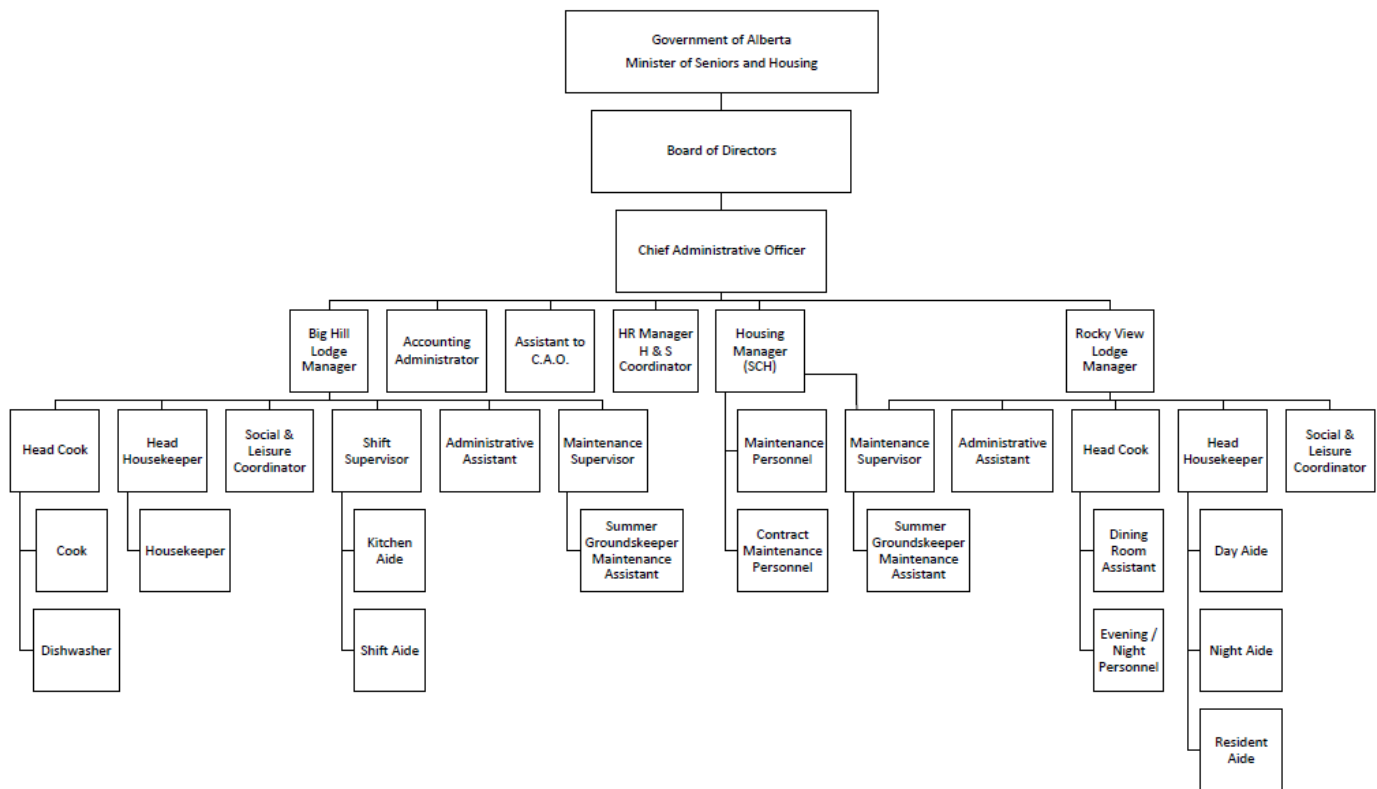 Government of Alberta
Minister of Seniors and Housing
Board of Directors
Chief Administrative Officer
Big Hill
Lodge
Manager
Accounting
Administrator
Assistant to
C.A.O.
HR Manager
H & S
Coordinator
Housing
Manager
(SCH)
Rocky View
Lodge
Manager
Head Cook
Head
Housekeeper
Social &
Leisure
Coordinator
Shift
Supervisor
Administrative
Assistant
Maintenance
Supervisor
Maintenance
Personnel
Maintenance
Supervisor
Administrative
Assistant
Head Cook
Head
Housekeeper
Social &
Leisure
Coordinator
Cook
Housekeeper
Kitchen
Aide
Summer
Groundskeeper
Maintenance
Assistant
Contract
Maintenance
Personnel
Summer
Groundskeeper
Maintenance
Assistant
Dining
Room
Assistant
Day Aide
Dishwasher
Shift Aide
Evening /
Night
Personnel
Night Aide
Resident
Aide